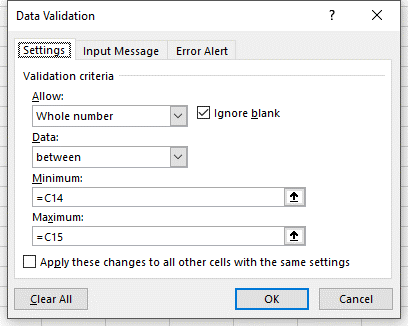 Data Validation ? ×
Settings Input Message Error Alert
Validation criteria
Allow:
Whole number Ignore blank
Data:
between
Minimum:
=C14
Maximum:
=C15
Apply these changes to all other cells with the same settings
Clear All OK Cancel